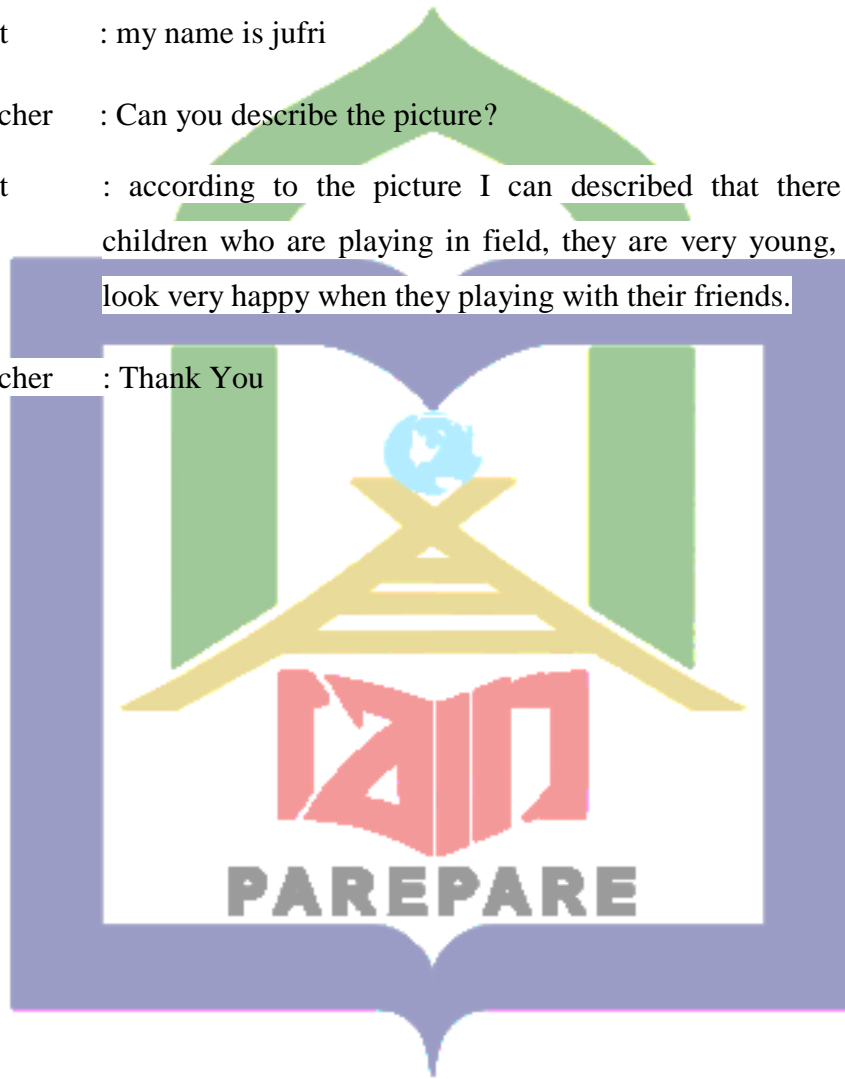 t : my name is jufri
cher : Can you describe the picture?
t : according to the picture I can described that there
children who are playing in field, they are very young,
look very happy when they playing with their friends.
cher : Thank You
iain
PAREPARE